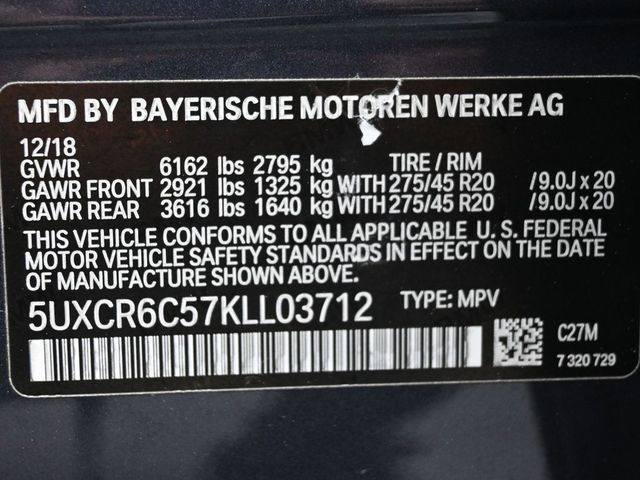 MFD BY BAYERISCHE MOTOREN WERKE AG
12/18
GVWR 6162 lbs 2795 kg TIRE / RIM
GAWR FRONT 2921 lbs 1325 kg WITH 275/45 R20 /9.0J x 20
GAWR REAR 3616 lbs 1640 kg WITH 275/45 R20 /9.0J x 20
THIS VEHICLE CONFORMS TO ALL APPLICABLE U. S. FEDERAL
MOTOR VEHICLE SAFETY STANDARDS IN EFFECT ON THE DATE
OF MANUFACTURE SHOWN ABOVE.
5UXCR6C57KLL03712 TYPE: MPV
C27M
7 320 729